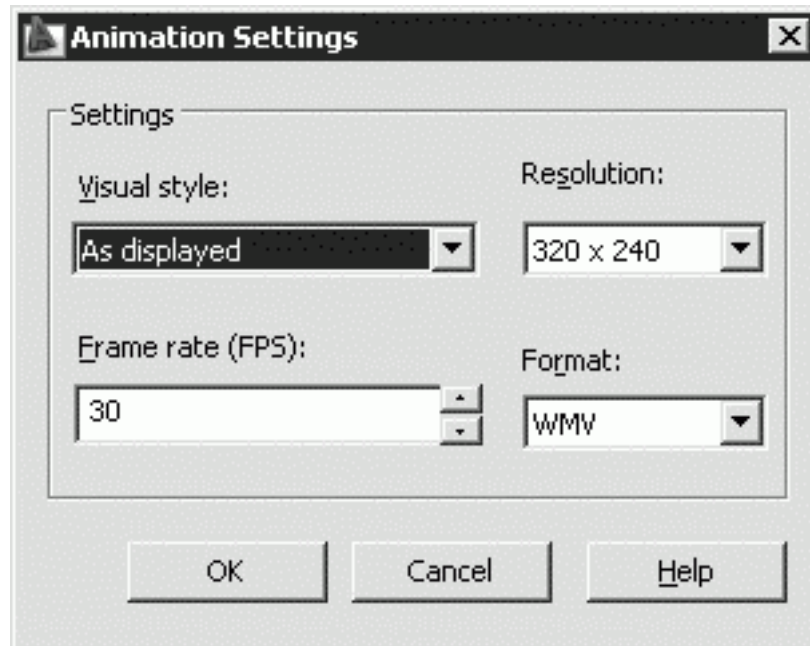 Animation Settings
Settings
Visual style:
As displayed
Resolution:
320 x 240
Frame rate (FPS):
30
Format:
WMV
OK
Cancel
Help